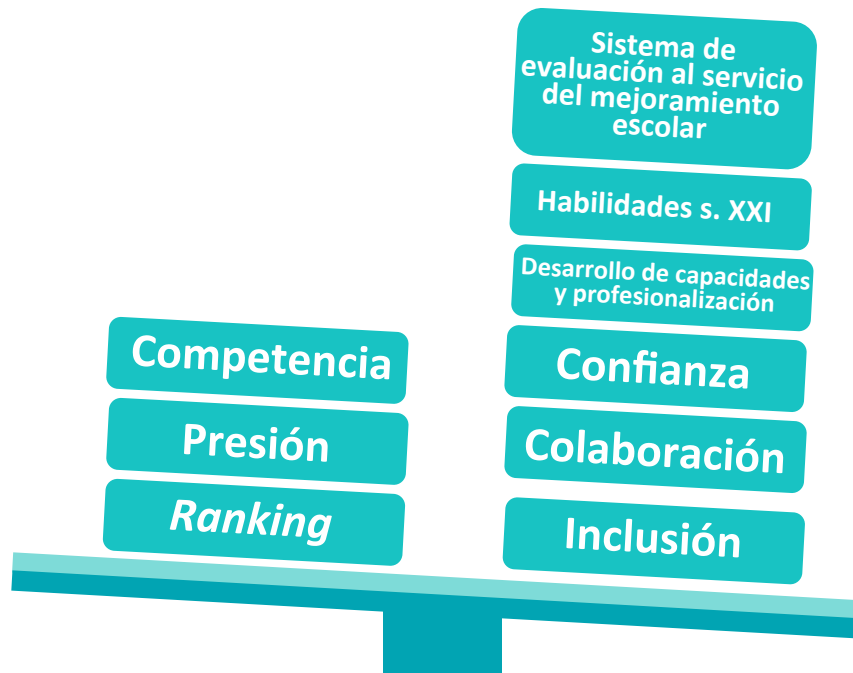 Competencia
Presión
Ranking
Sistema de
evaluación al servicio
del mejoramiento
escolar
Habilidades s. XXI
Desarrollo de capacidades
y profesionalización
Confianza
Colaboración
Inclusión